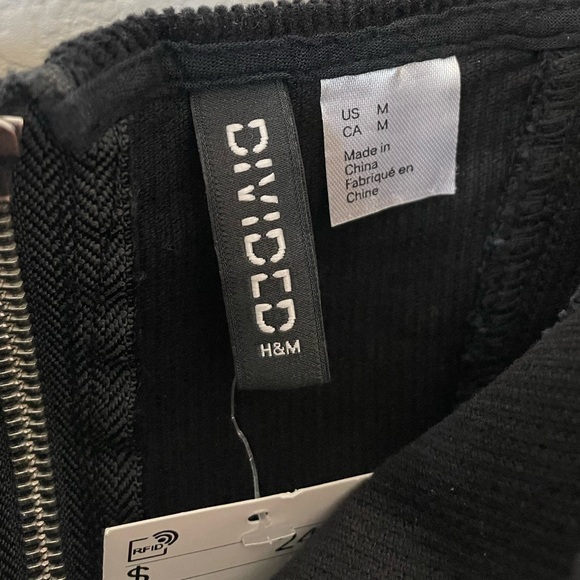 DIVIDED
H&M
US M
CA M
Made in
China
Fabriqué en
Chine
RFID
$